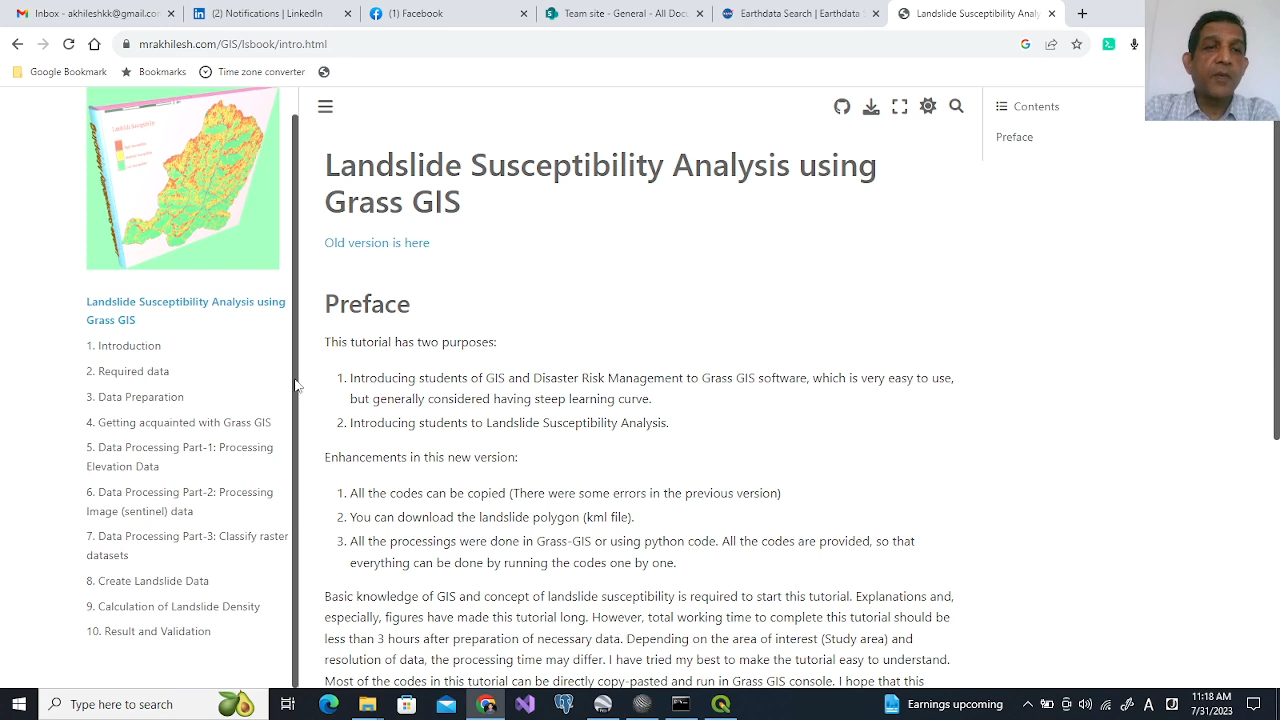 Inbox - akhileshkk@gmail.con
(2) Notifications | LinkedIn
(1) Facebook
Team site - General - All Docu
Earthdata Search | Earthdata S
Landslide Susceptibility Analy
mrakhilesh.com/GIS/lsbook/intro.html
Google Bookmark
Bookmarks
Time zone converter
Landslide Susceptibility
Contents
Preface
Landslide Susceptibility Analysis using
Grass GIS
Old version is here
Preface
This tutorial has two purposes:
1. Introducing students of GIS and Disaster Risk Management to Grass GIS software, which is very easy to use,
but generally considered having steep learning curve.
2. Introducing students to Landslide Susceptibility Analysis.
Enhancements in this new version:
1. All the codes can be copied (There were some errors in the previous version)
2. You can download the landslide polygon (kml file).
3. All the processings were done in Grass-GIS or using python code. All the codes are provided, so that
everything can be done by running the codes one by one.
Basic knowledge of GIS and concept of landslide susceptibility is required to start this tutorial. Explanations and,
especially, figures have made this tutorial long. However, total working time to complete this tutorial should be
less than 3 hours after preparation of necessary data. Depending on the area of interest (Study area) and
resolution of data, the processing time may differ. I have tried my best to make the tutorial easy to understand.
Most of the codes in this tutorial can be directly copy-pasted and run in Grass GIS console. I hope that this
Landslide Susceptibility Analysis using
Grass GIS
1. Introduction
2. Required data
3. Data Preparation
4. Getting acquainted with Grass GIS
5. Data Processing Part-1: Processing
Elevation Data
6. Data Processing Part-2: Processing
Image (sentinel) data
7. Data Processing Part-3: Classify raster
datasets
8. Create Landslide Data
9. Calculation of Landslide Density
10. Result and Validation
Type here to search
Earnings upcoming
A
11:18 AM
7/31/2023